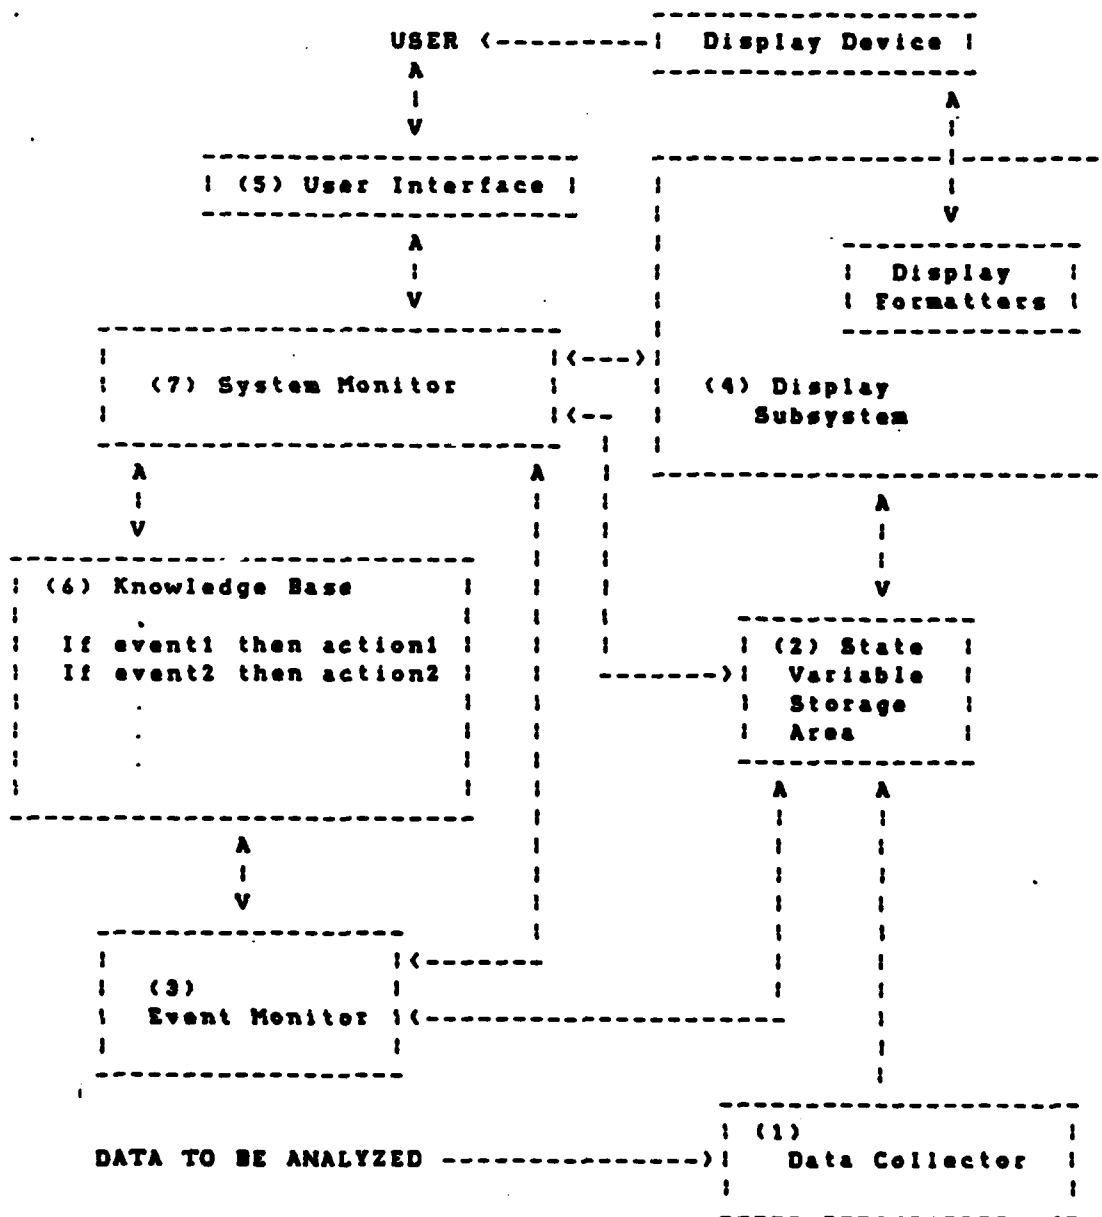 USER
Display Device
(5) User Interface
Display
Formatters
(7) System Monitor
(4) Display
Subsystem
(6) Knowledge Base
If event1 then action1
If event2 then action2
.
.
.
(2) State
Variable
Storage
Area
(3)
Event Monitor
(1)
DATA TO BE ANALYZED
Data Collector